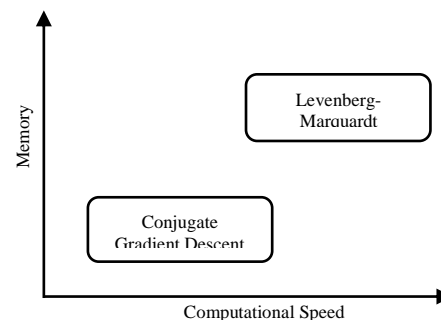 Levenberg-
Marquardt
Memory
Conjugate
Gradient Descent
Computational Speed